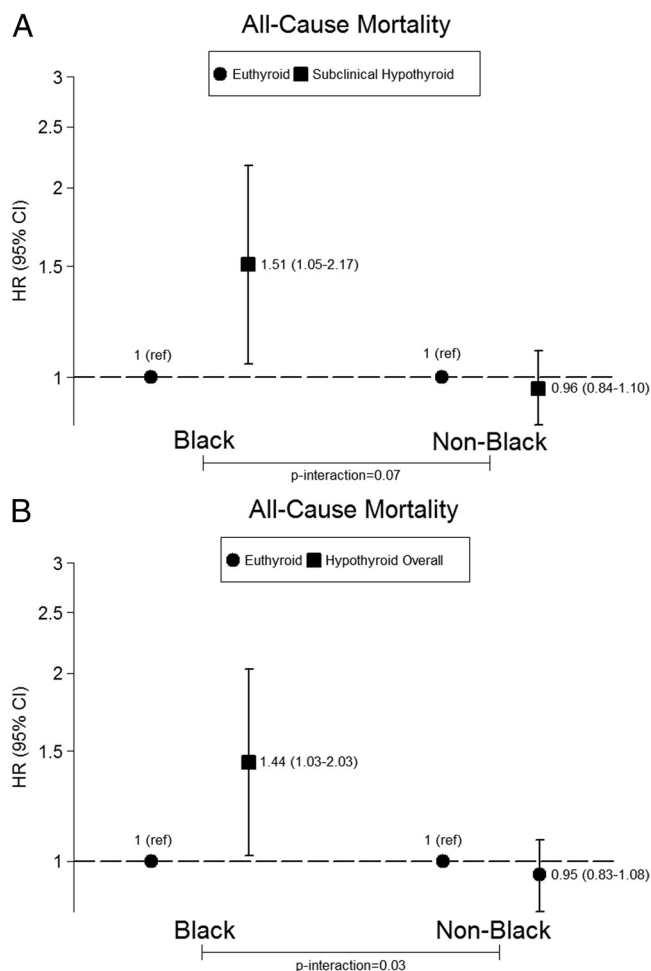 A
All-Cause Mortality
Euthyroid Subclinical Hypothyroid
3
2.5
2
1.5
1
HR (95% CI)
1 (ref)
1.51 (1.05-2.17)
1 (ref)
0.96 (0.84-1.10)
Black Non-Black
p-interaction=0.07
B
All-Cause Mortality
Euthyroid Hypothyroid Overall
3
2.5
2
1.5
1
HR (95% CI)
1 (ref)
1.44 (1.03-2.03)
1 (ref)
0.95 (0.83-1.08)
Black Non-Black
p-interaction=0.03